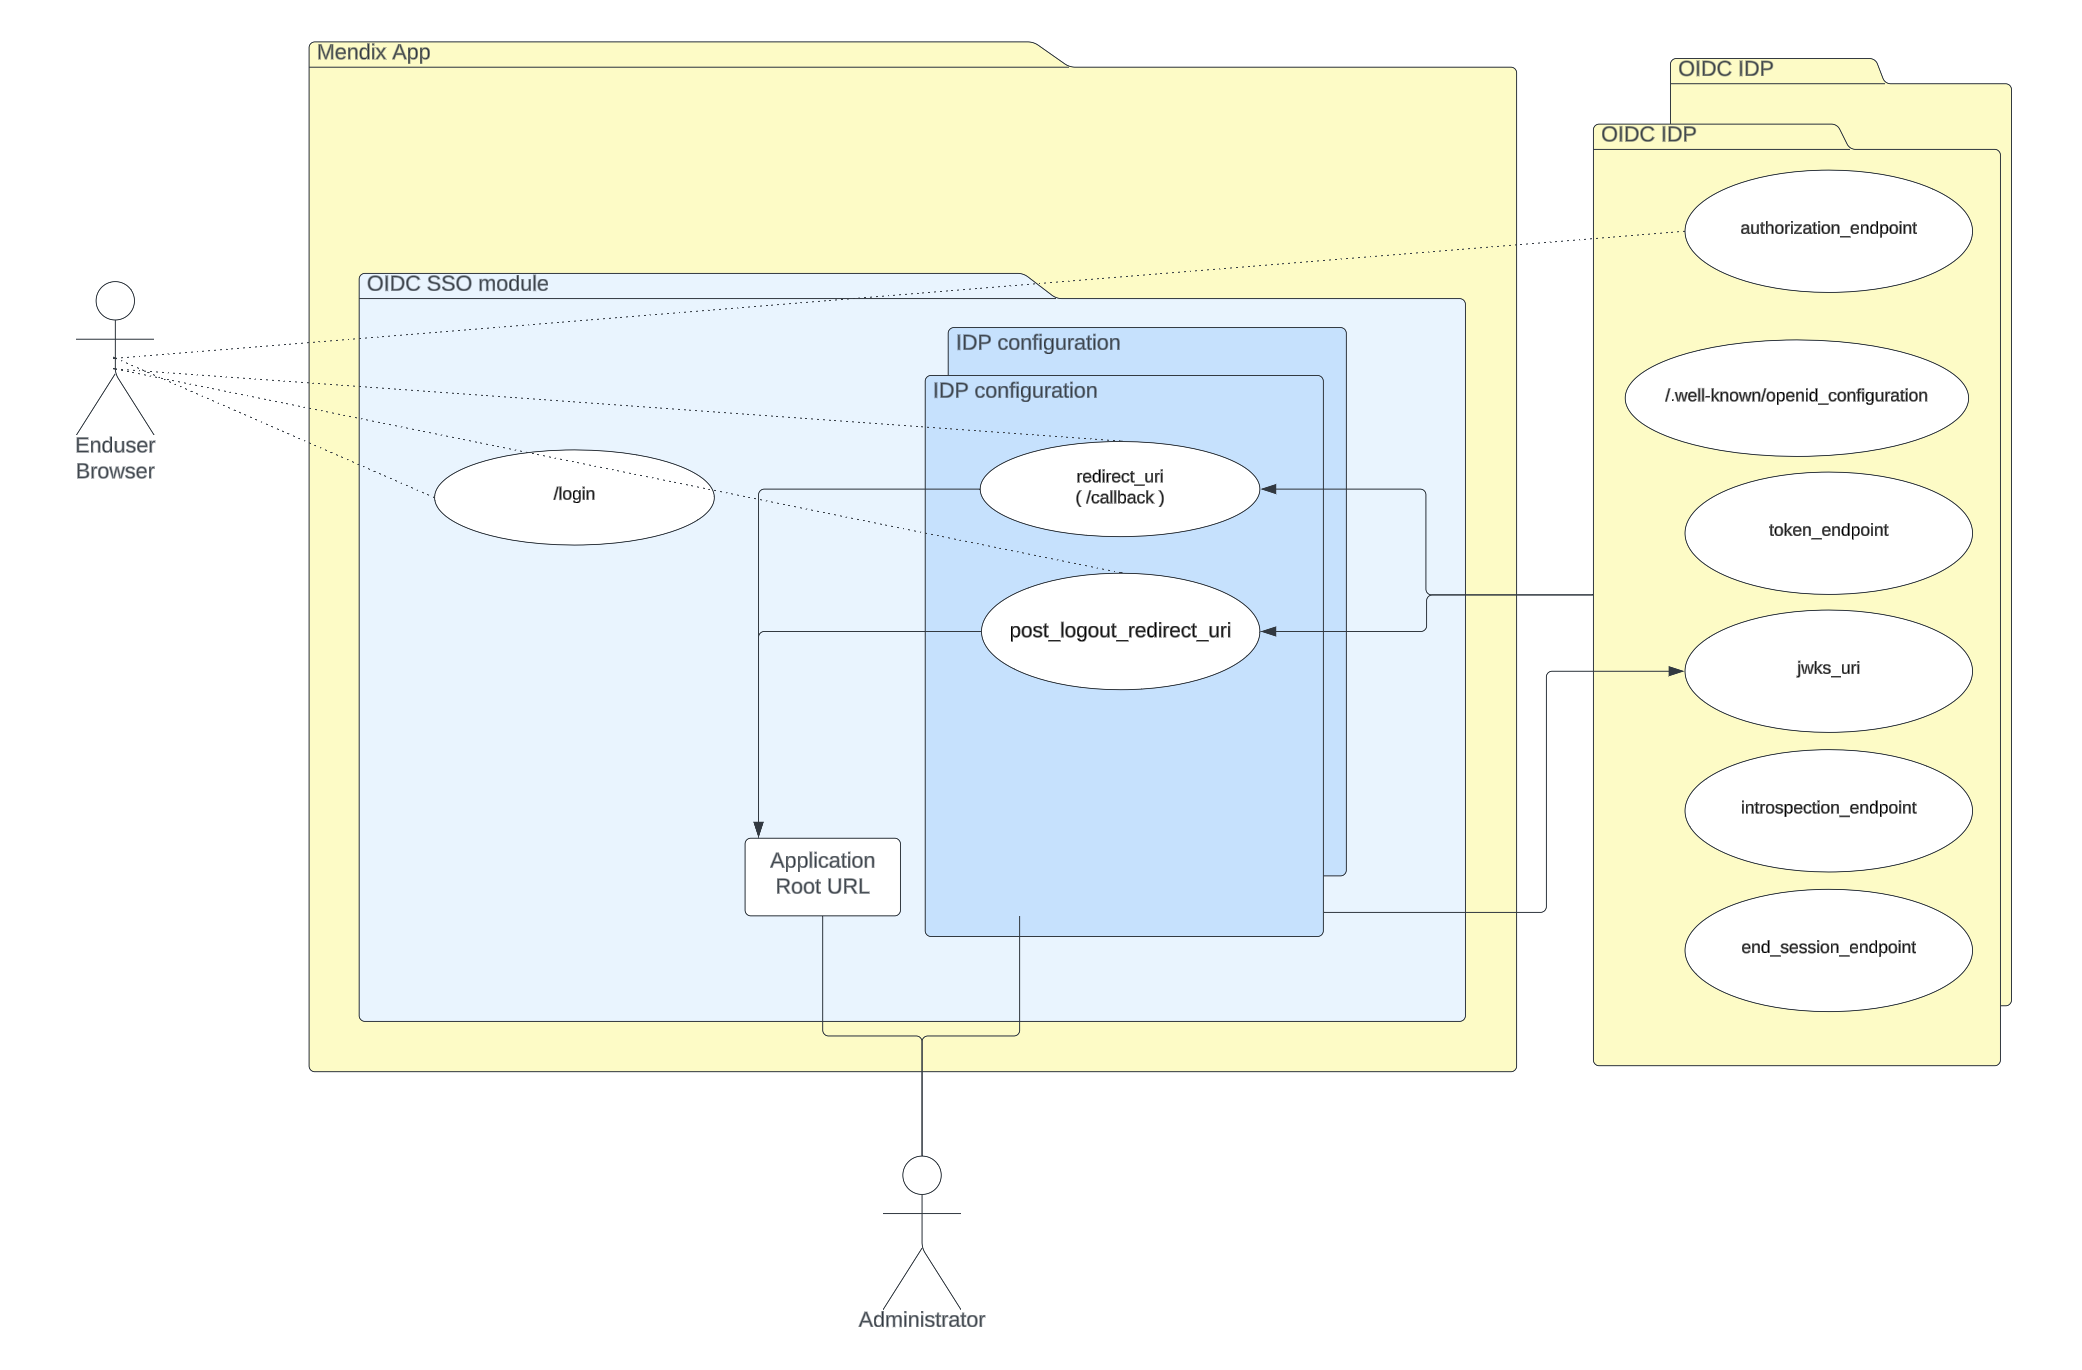 Mendix App
OIDC IDP
OIDC IDP
authorization_endpoint
OIDC SSO module
IDP configuration
IDP configuration
/.well-known/openid_configuration
Enduser
Browser
/login
redirect_uri
( /callback )
token_endpoint
post_logout_redirect_uri
jwks_uri
introspection_endpoint
Application
Root URL
end_session_endpoint
Administrator